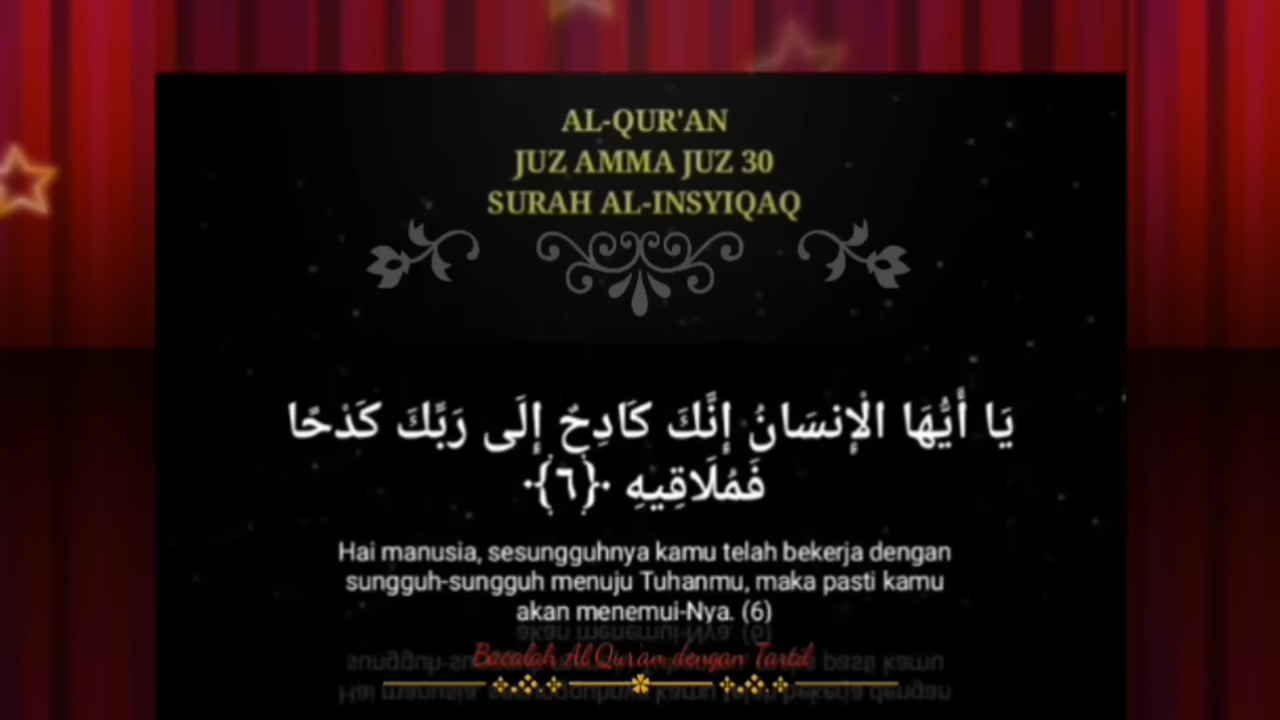 AL-QUR'AN
JUZ AMMA JUZ 30
SURAH AL-INSYIQAQ
يَا أَيُّهَا الْإِنسَانُ إِنَّكَ كَادِحٌ إِلَى رَبِّكَ كَدْحًا
فَمُلَاقِيهِ ﴿٦﴾
Hai manusia, sesungguhnya kamu telah bekerja dengan
sungguh-sungguh menuju Tuhanmu, maka pasti kamu
akan menemui-Nya. (6)
Bacalah Al Qur'an dengan Tartil